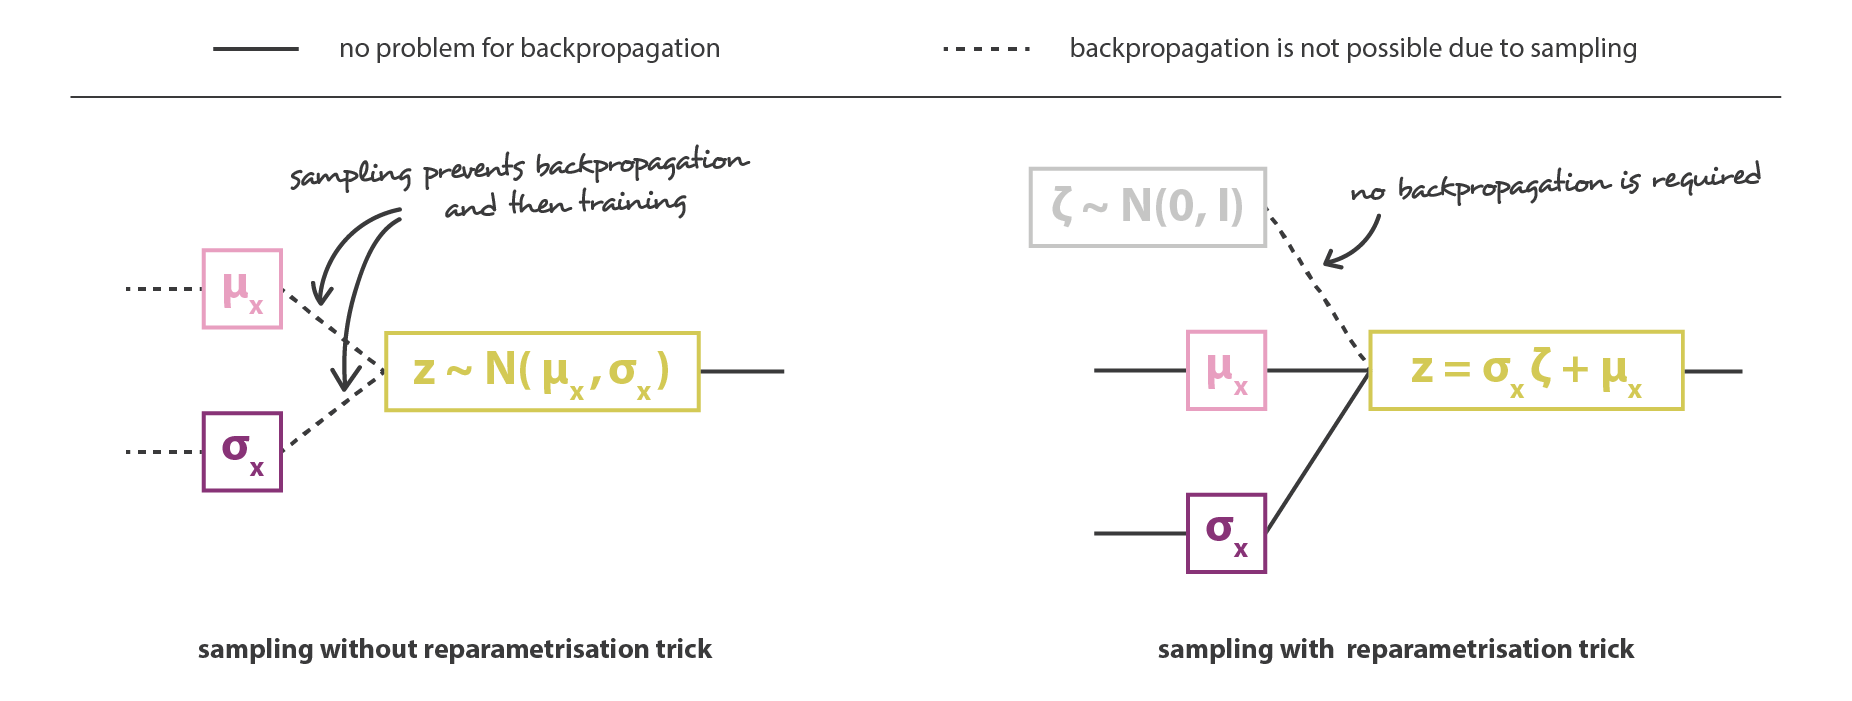 no problem for backpropagation
backpropagation is not possible due to sampling
sampling prevents backpropagation
and then training
μx
σx
z ~ N( μx , σx )
ζ ~ N(0, I)
no backpropagation is required
μx
σx
z = σx ζ + μx
sampling without reparametrisation trick
sampling with reparametrisation trick